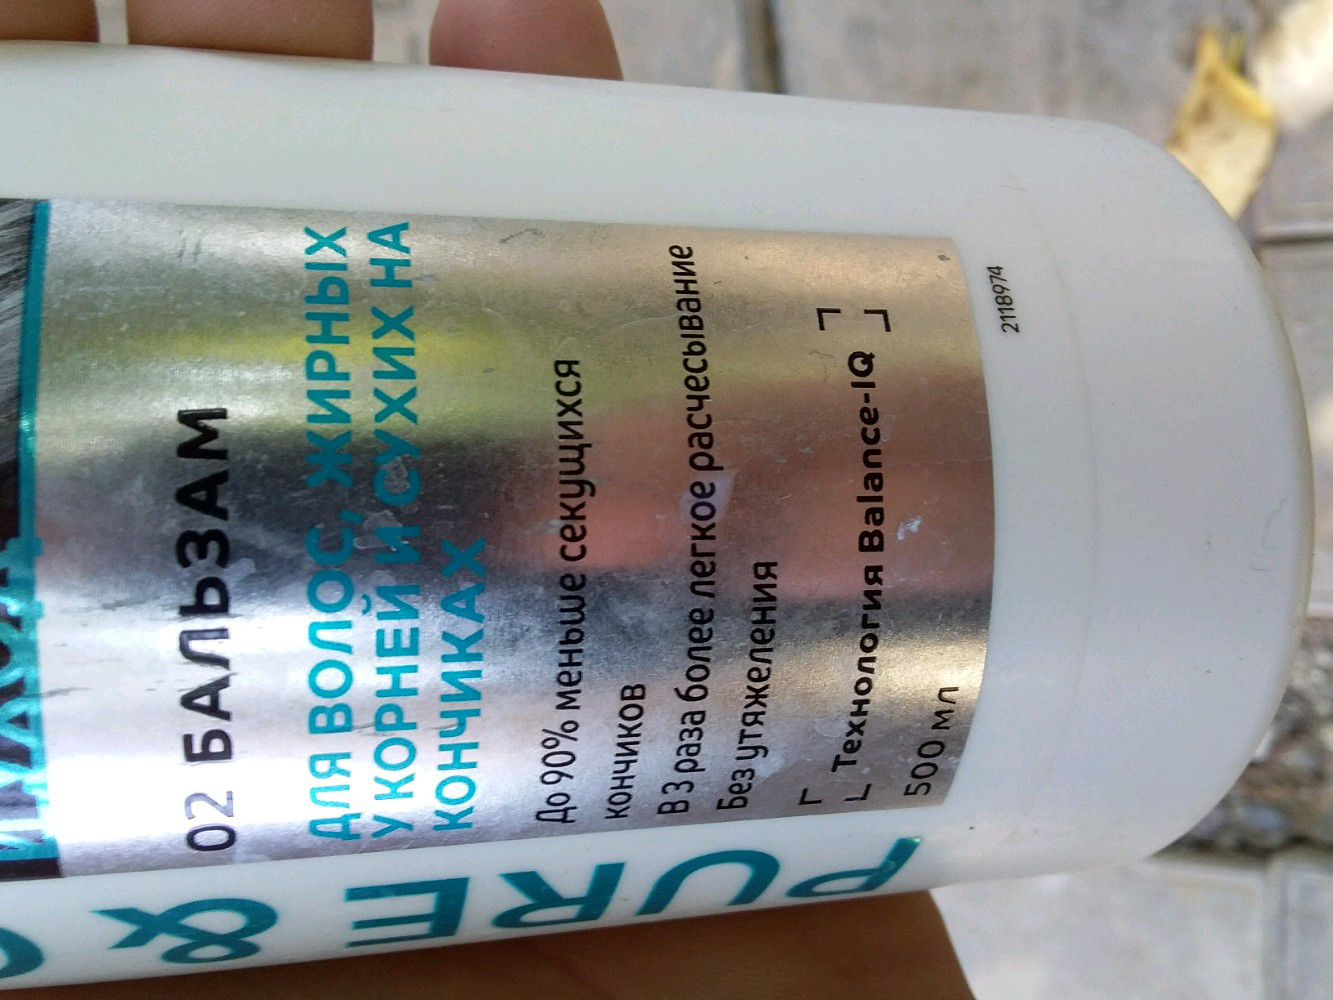 02 БАЛЬЗАМ
ДЛЯ ВОЛОС, ЖИРНЫХ
У КОРНЕЙ И СУХИХ НА
КОНЧИКАХ
До 90% меньше секущихся
кончиков
В 3 раза более легкое расчесывание
Без утяжеления
Технология Balance-IQ
500 мл
2118974
PURE
&